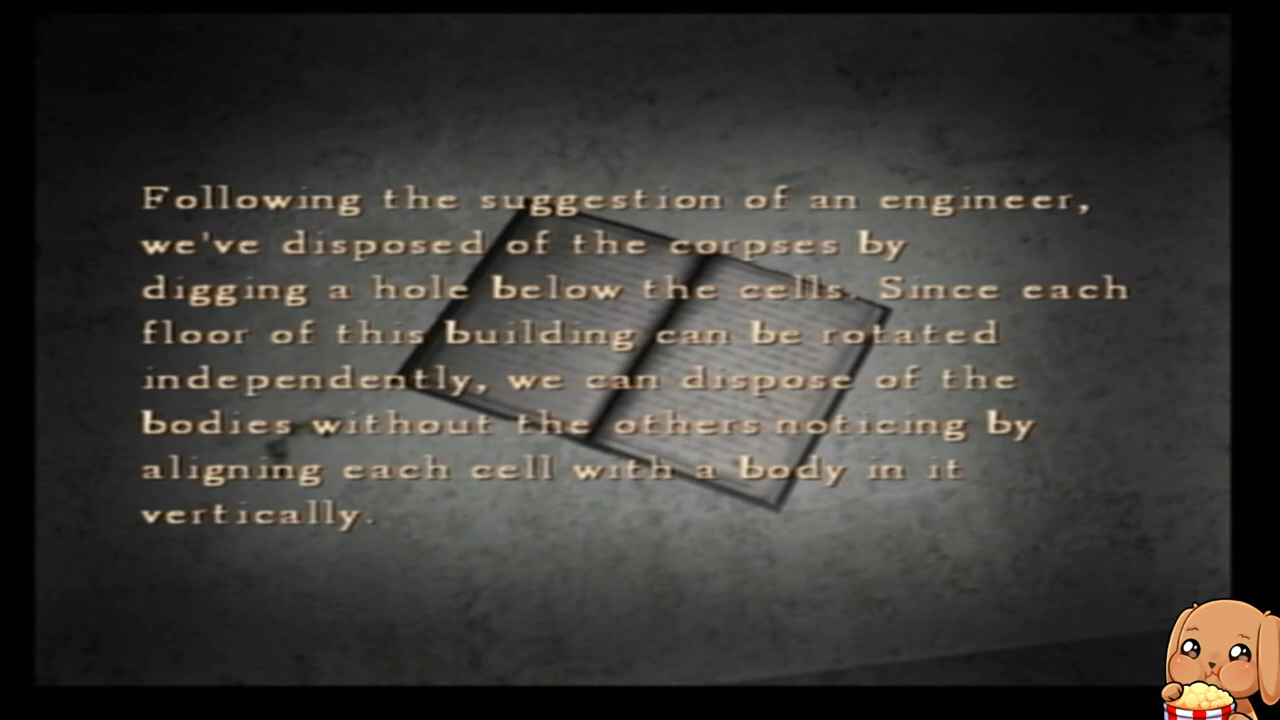 Following the suggestion of an engineer,
we've disposed of the corpses by
digging a hole below the cells. Since each
floor of this building can be rotated
independently, we can dispose of the
bodies without the others noticing by
aligning each cell with a body in it
vertically.